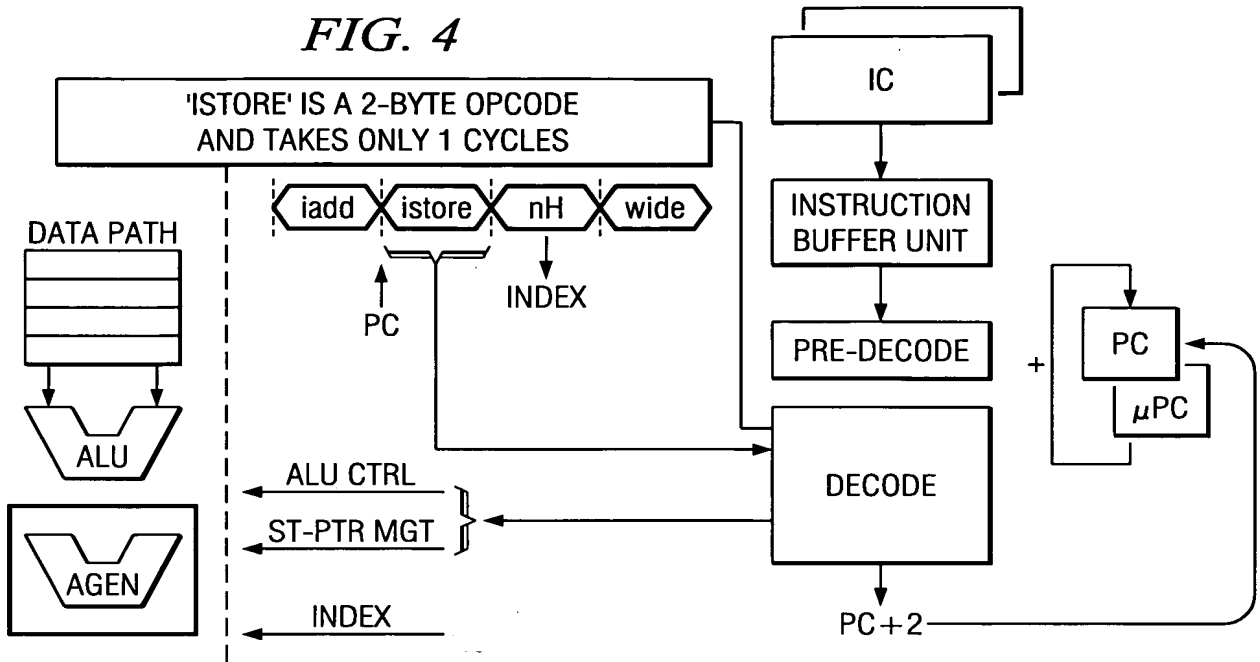 FIG. 4
'ISTORE' IS A 2-BYTE OPCODE
AND TAKES ONLY 1 CYCLES
IC
iadd
istore
nH
wide
INSTRUCTION
BUFFER UNIT
DATA PATH
INDEX
PC
PRE-DECODE
+
PC
μPC
ALU
DECODE
ALU CTRL
ST-PTR MGT
AGEN
INDEX
PC+2